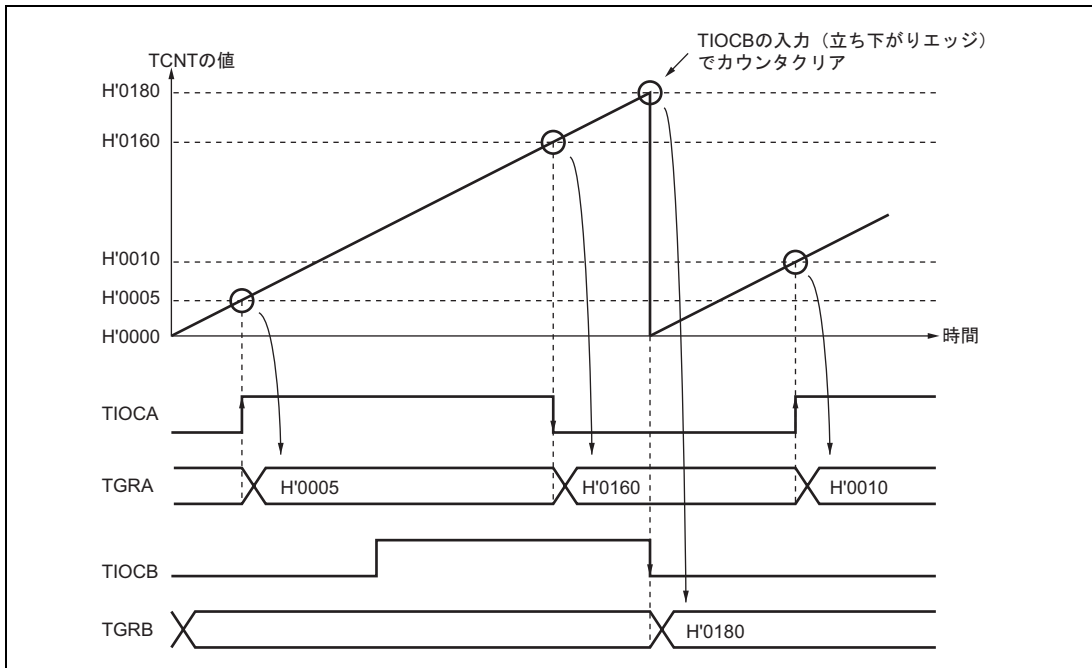 TIOCBの入力（立ち下がりエッジ）
でカウンタクリア
TCNTの値
H'0180
H'0160
H'0010
H'0005
H'0000
時間
TIOCA
TGRA
H'0005
H'0160
H'0010
TIOCB
TGRB
H'0180